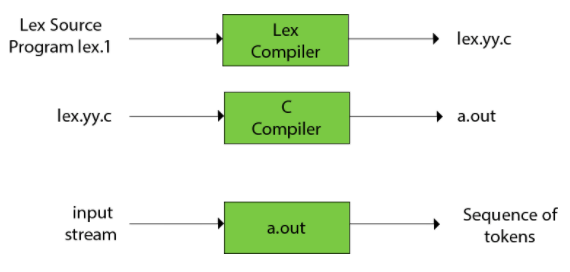 Lex Source
Program lex.1
Lex
Compiler
lex.yy.c
lex.yy.c
C
Compiler
a.out
input
stream
a.out
Sequence of
tokens